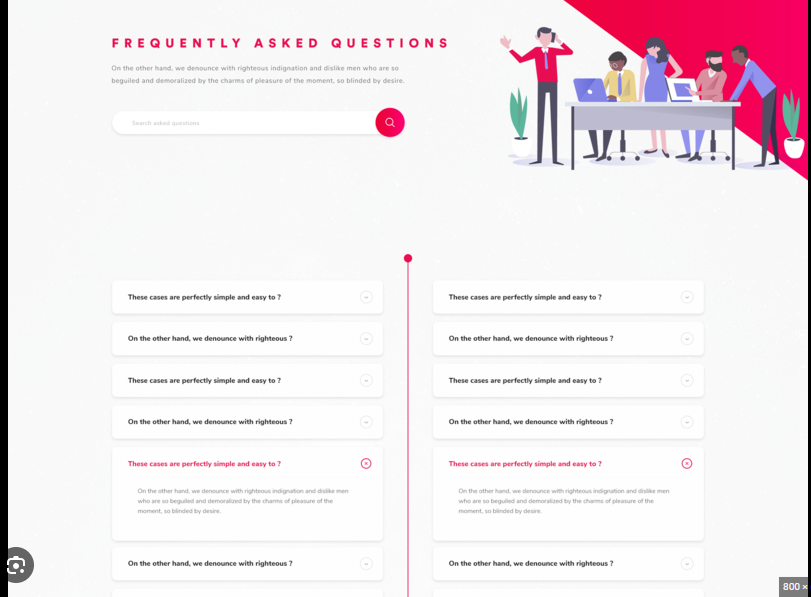 FREQUENTLY ASKED QUESTIONS
On the other hand, we denounce with righteous indignation and dislike men who are so
beguiled and demoralized by the charms of pleasure of the moment, so blinded by desire.
Search asked questions
These cases are perfectly simple and easy to ?
On the other hand, we denounce with righteous ?
These cases are perfectly simple and easy to ?
On the other hand, we denounce with righteous ?
These cases are perfectly simple and easy to ?
On the other hand, we denounce with righteous indignation and dislike men
who are so beguiled and demoralized by the charms of pleasure of the
moment, so blinded by desire.
On the other hand, we denounce with righteous ?
These cases are perfectly simple and easy to ?
On the other hand, we denounce with righteous ?
These cases are perfectly simple and easy to ?
On the other hand, we denounce with righteous ?
These cases are perfectly simple and easy to ?
On the other hand, we denounce with righteous indignation and dislike men
who are so beguiled and demoralized by the charms of pleasure of the
moment, so blinded by desire.
On the other hand, we denounce with righteous ?
800 ×